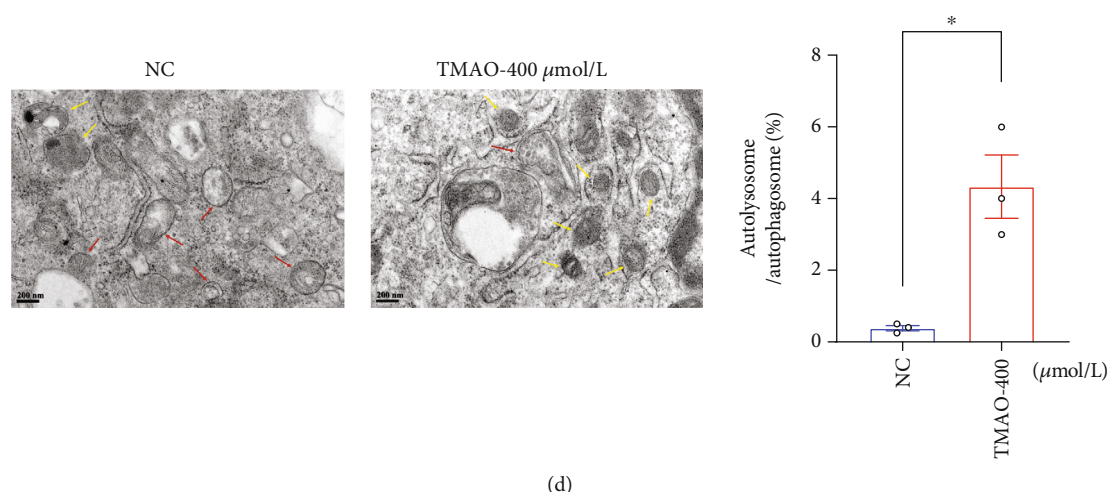 NC
TMAO-400 μmol/L
200 nm
200 nm
*
Autolysosome
/autophagosome (%)
8
6
4
2
0
NC
TMAO-400
(μmol/L)
(d)